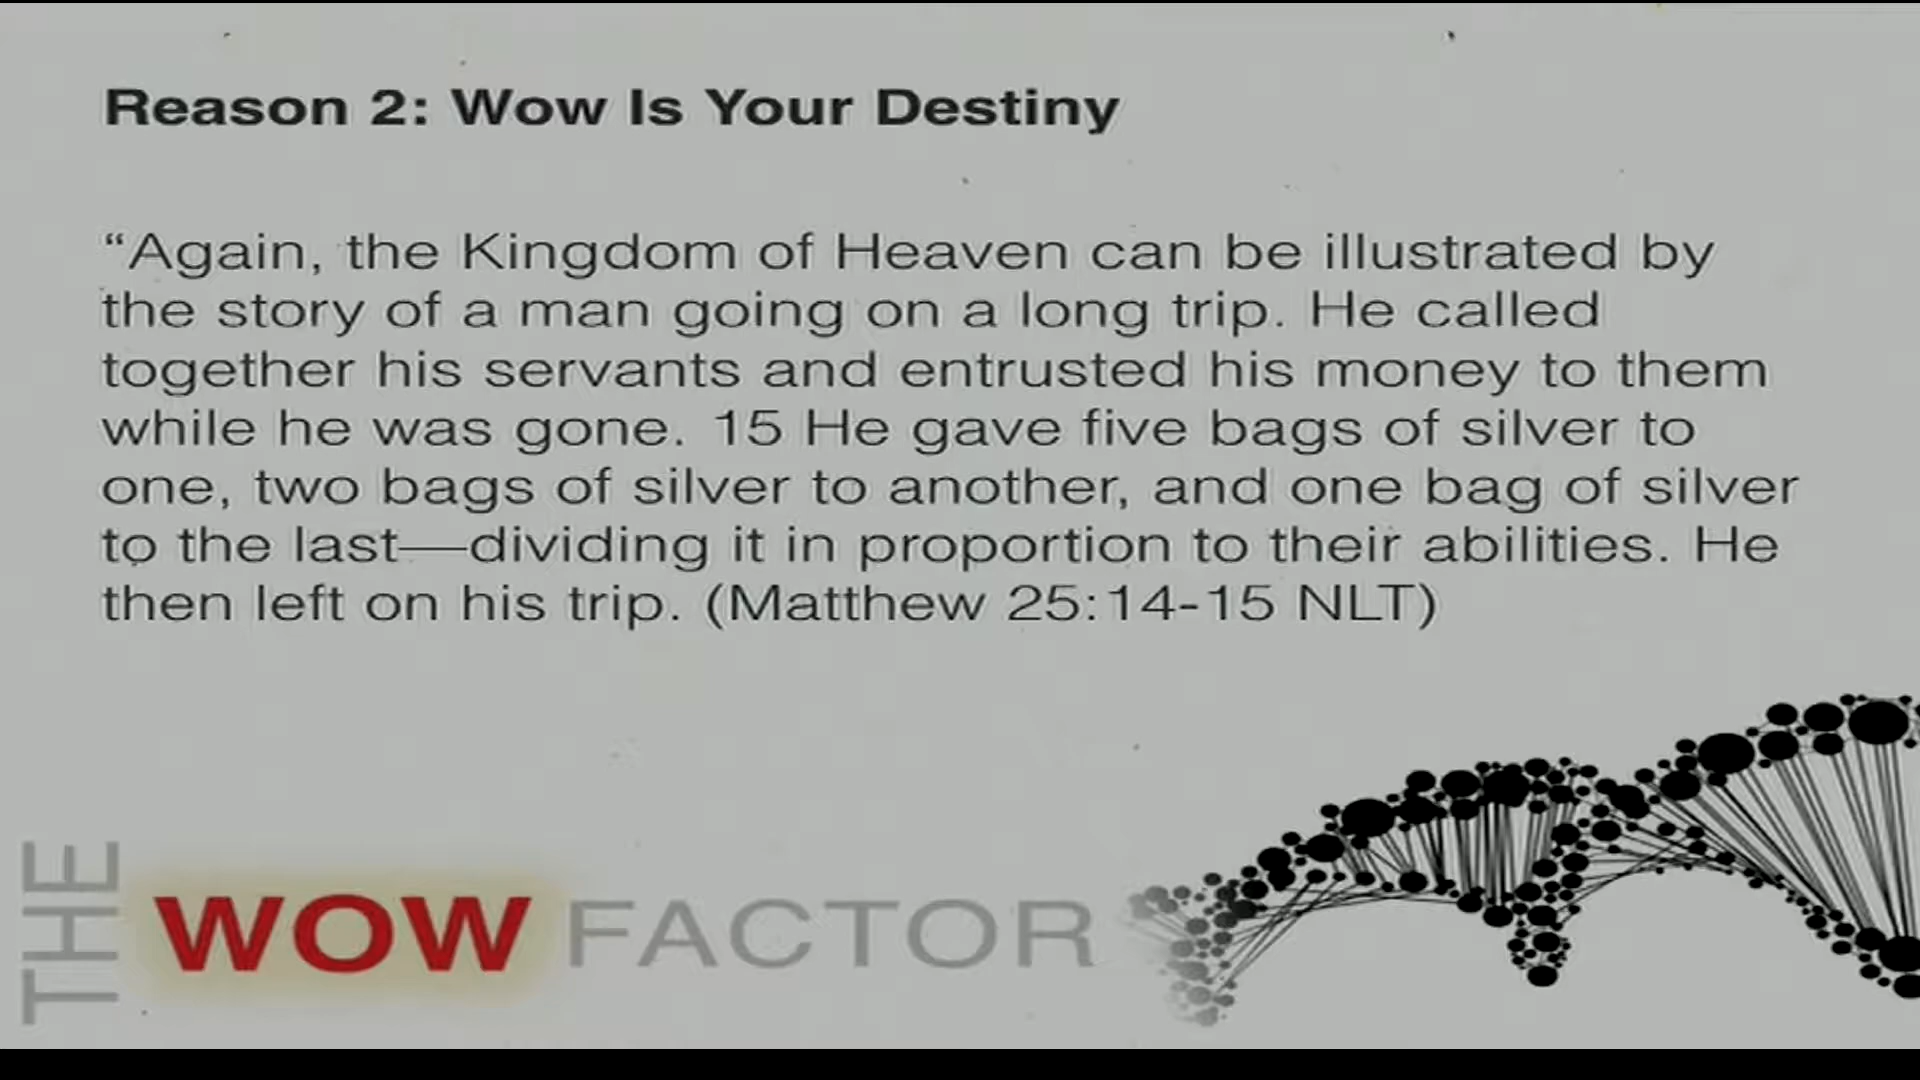 Reason 2: Wow Is Your Destiny
“Again, the Kingdom of Heaven can be illustrated by
the story of a man going on a long trip. He called
together his servants and entrusted his money to them
while he was gone. 15 He gave five bags of silver to
one, two bags of silver to another, and one bag of silver
to the last—dividing it in proportion to their abilities. He
then left on his trip. (Matthew 25:14-15 NLT)
THE WOW FACTOR